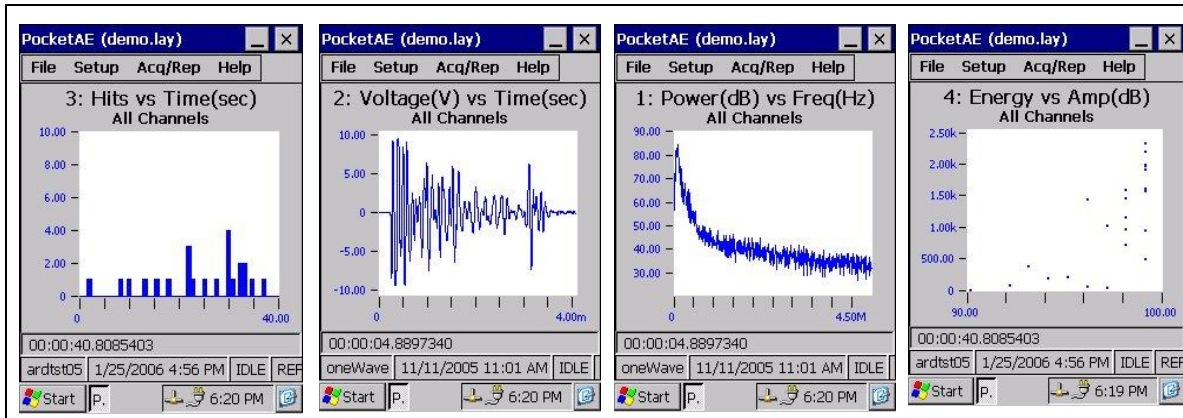 PocketAE (demo.lay)
File Setup Acq/Rep Help
3: Hits vs Time(sec)
All Channels
10.00
8.00
6.00
4.00
2.00
0
0 40.00
00:00:40.8085403
ardtst05 1/25/2006 4:56 PM IDLE REF
Start P. 6:20 PM
PocketAE (demo.lay)
File Setup Acq/Rep Help
2: Voltage(V) vs Time(sec)
All Channels
10.00
5.00
0
-5.00
-10.00
0 4.00m
00:00:04.8897340
oneWave 11/11/2005 11:01 AM IDLE
Start P. 6:20 PM
PocketAE (demo.lay)
File Setup Acq/Rep Help
1: Power(dB) vs Freq(Hz)
All Channels
90.00
80.00
70.00
60.00
50.00
40.00
30.00
0 4.50M
00:00:04.8897340
oneWave 11/11/2005 11:01 AM IDLE
Start P. 6:20 PM
PocketAE (demo.lay)
File Setup Acq/Rep Help
4: Energy vs Amp(dB)
All Channels
2.50k
2.00k
1.50k
1.00k
500.00
0
90.00 100.00
00:00:40.8085403
ardtst05 1/25/2006 4:56 PM IDLE REF
Start P. 6:19 PM